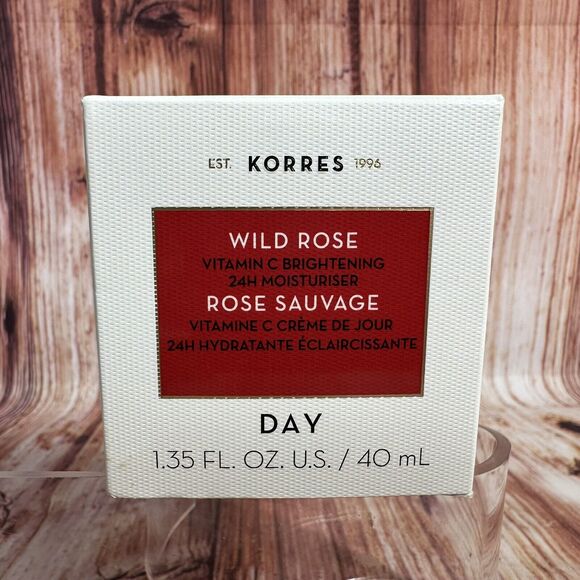 EST. KORRES 1996
WILD ROSE
VITAMIN C BRIGHTENING
24H MOISTURISER
ROSE SAUVAGE
VITAMINE C CRÈME DE JOUR
24H HYDRATANTE ÉCLAIRCISSANTE
DAY
1.35 FL. OZ. U.S. / 40 mL